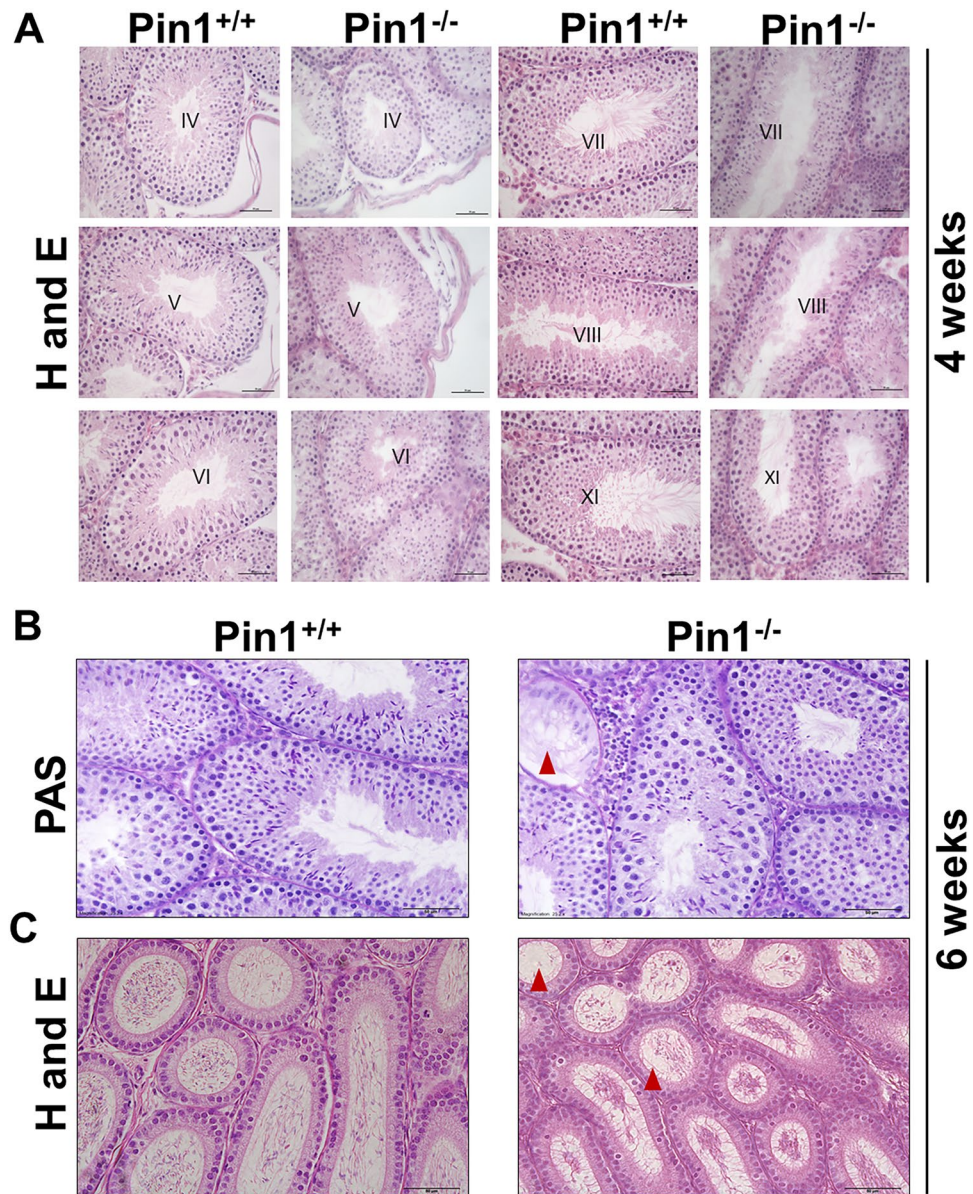 A
Pin1+/+ Pin1-/- Pin1+/+ Pin1-/-
H and E
4 weeks
IV IV VII VII
V V VIII VIII
VI VI XI XI
B
Pin1+/+ Pin1-/-
PAS
6 weeks
C
H and E